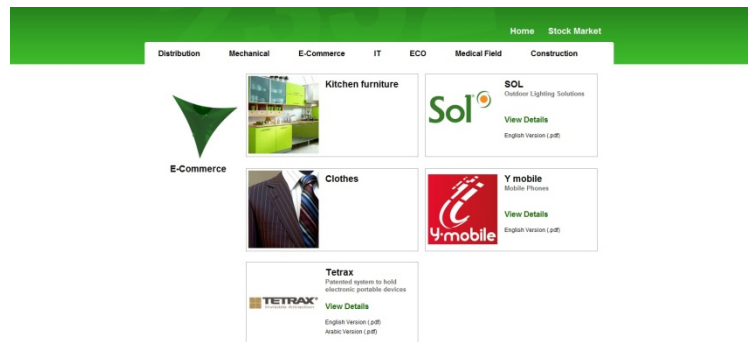 Home Stock Market
Distribution Mechanical E-Commerce IT ECO Medical Field Construction
E-Commerce
Kitchen furniture
Sol
SOL
Outdoor Lighting Solutions
View Details
English Version (.pdf)
Clothes
y-mobile
Y mobile
Mobile Phones
View Details
English Version (.pdf)
TETRAX
Tetrax
Patented system to hold
electronic portable devices
View Details
English Version (.pdf)
Arabic Version (.pdf)